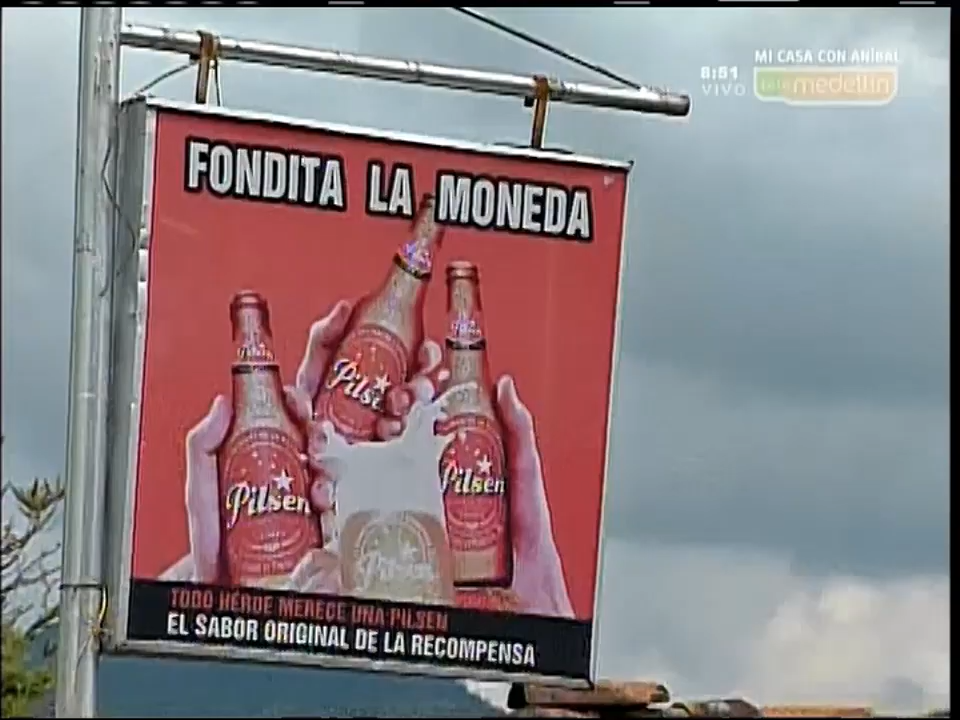 MI CASA CON ANÍBAL
8:51
VIVO
telemedellín
FONDITA LA MONEDA
Pilsen
Pilsen
Pilsen
Pilsen
TODO HÉROE MERECE UNA PILSEN
EL SABOR ORIGINAL DE LA RECOMPENSA